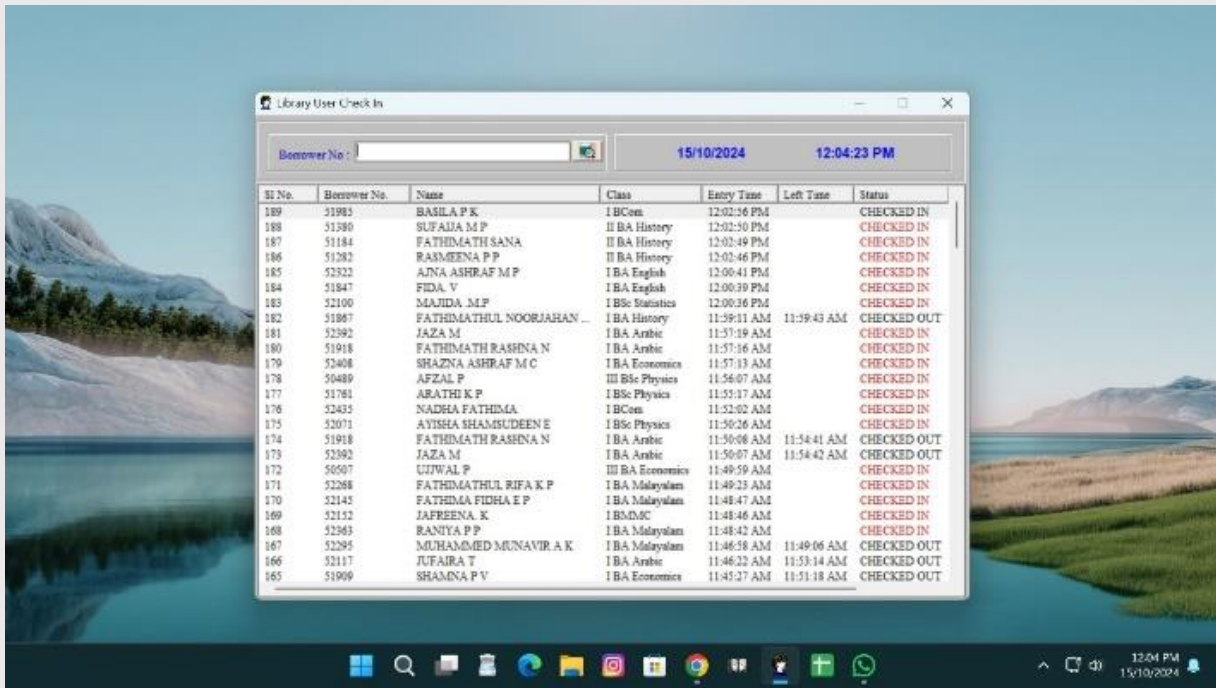 Library User Check In
Borrower No :
15/10/2024 12:04:23 PM
Sl No. Borrower No. Name Class Entry Time Left Time Status
189 51985 BASILA P K I BCom 12:02:56 PM CHECKED IN
188 51380 SUFAIJA M P II BA History 12:02:50 PM CHECKED IN
187 51184 FATHIMATH SANA II BA History 12:02:49 PM CHECKED IN
186 51282 RASMEENA P P II BA History 12:02:46 PM CHECKED IN
185 52322 AJNA ASHRAF M P I BA English 12:00:41 PM CHECKED IN
184 51847 FIDA. V I BA English 12:00:39 PM CHECKED IN
183 52100 MAJIDA .M.P I BSc Statistics 12:00:36 PM CHECKED IN
182 51867 FATHIMATHUL NOORJAHAN ... I BA History 11:59:11 AM 11:59:43 AM CHECKED OUT
181 52392 JAZA M I BA Arabic 11:57:19 AM CHECKED IN
180 51918 FATHIMATH RASHNA N I BA Arabic 11:57:16 AM CHECKED IN
179 52408 SHAZNA ASHRAF M C I BA Economics 11:57:13 AM CHECKED IN
178 50489 AFZAL P III BSc Physics 11:56:07 AM CHECKED IN
177 51761 ARATHI K P I BSc Physics 11:55:17 AM CHECKED IN
176 52435 NADHA FATHIMA I BCom 11:52:02 AM CHECKED IN
175 52071 AYISHA SHAMSUDEEN E I BSc Physics 11:50:26 AM CHECKED IN
174 51918 FATHIMATH RASHNA N I BA Arabic 11:50:08 AM 11:54:41 AM CHECKED OUT
173 52392 JAZA M I BA Arabic 11:50:07 AM 11:54:42 AM CHECKED OUT
172 50507 UJJWAL P III BA Economics 11:49:59 AM CHECKED IN
171 52268 FATHIMATHUL RIFA K P I BA Malayalam 11:49:23 AM CHECKED IN
170 52145 FATHIMA FIDHA E P I BA Malayalam 11:48:47 AM CHECKED IN
169 52152 JAFREENA. K I BMMC 11:48:46 AM CHECKED IN
168 52363 RANIYA P P I BA Malayalam 11:48:42 AM CHECKED IN
167 52295 MUHAMMED MUNAVIR A K I BA Malayalam 11:46:58 AM 11:49:06 AM CHECKED OUT
166 52117 JUFAIRA T I BA Arabic 11:46:22 AM 11:53:14 AM CHECKED OUT
165 51909 SHAMNA P V I BA Economics 11:45:27 AM 11:51:18 AM CHECKED OUT
12:04 PM
15/10/2024